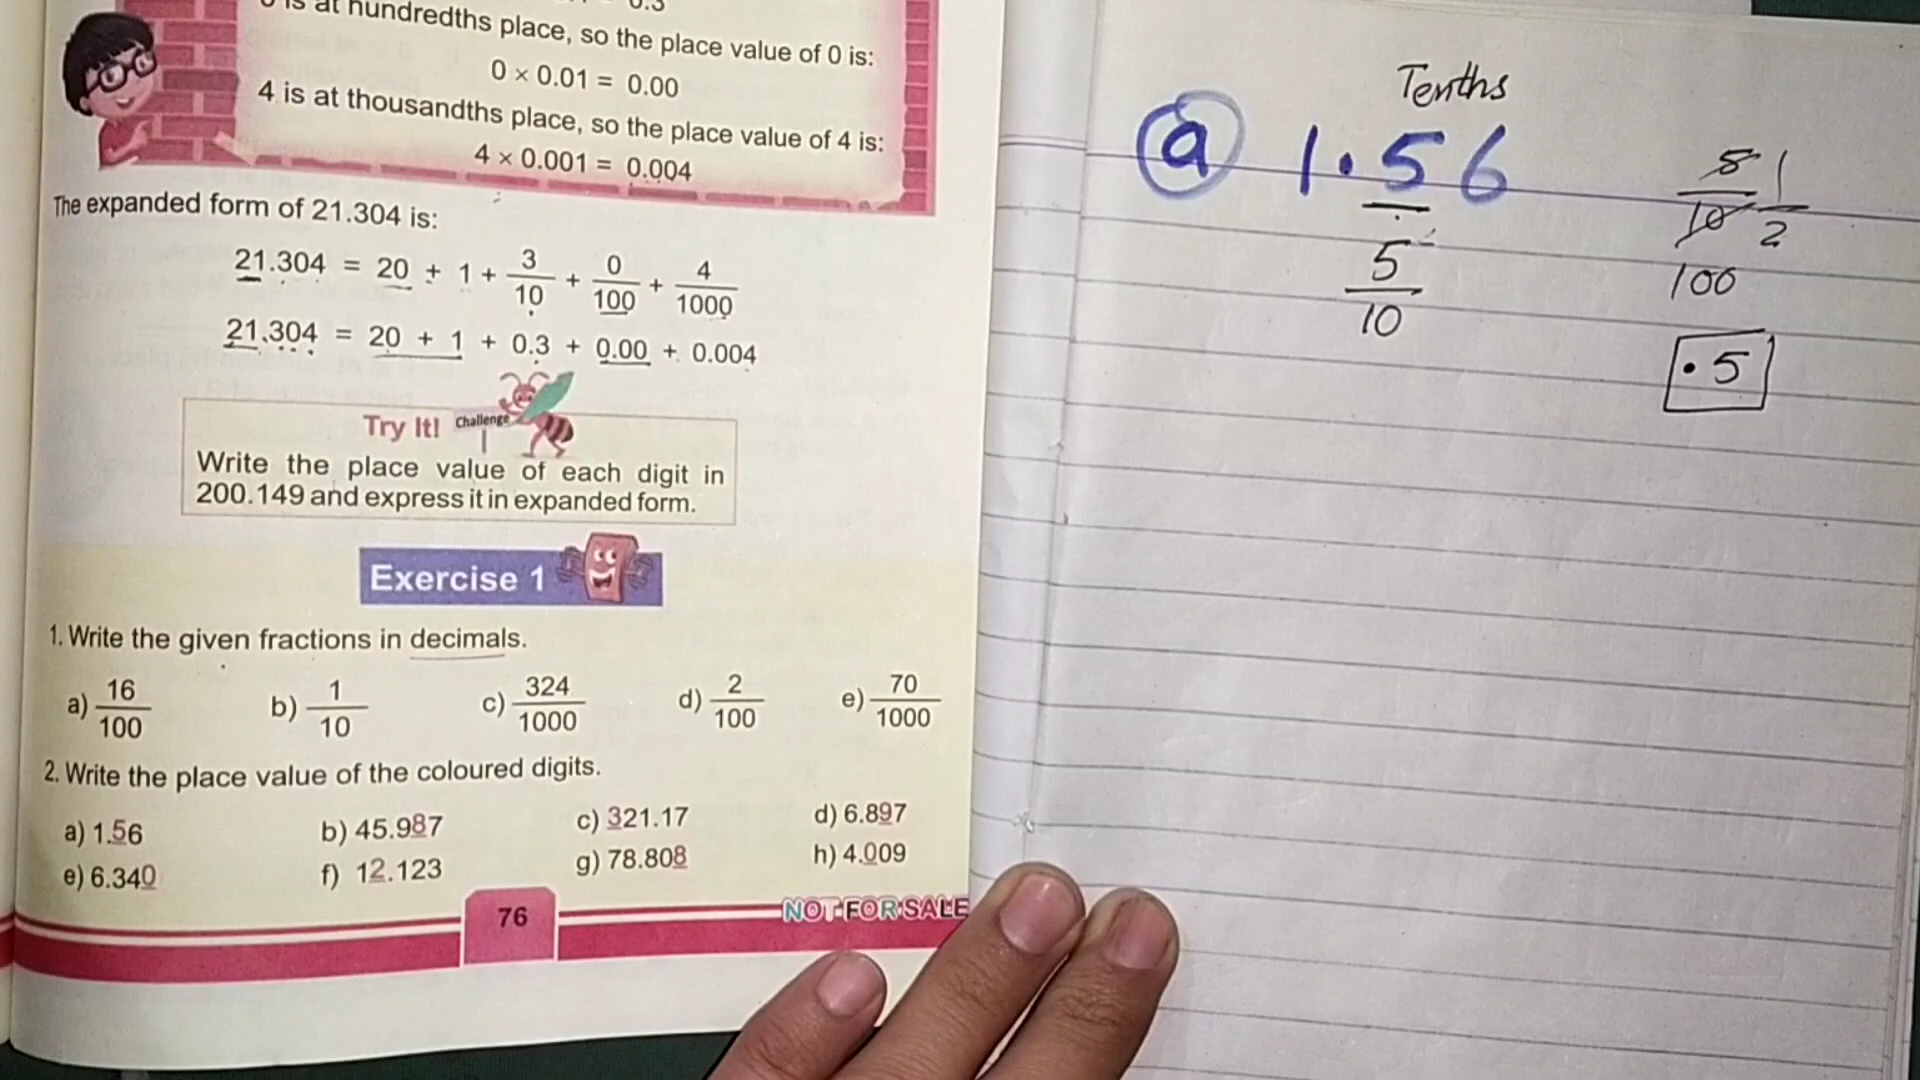 0.3
is at hundredths place, so the place value of 0 is:
0 × 0.01 = 0.00
4 is at thousandths place, so the place value of 4 is:
4 × 0.001 = 0.004
The expanded form of 21.304 is:
21.304 = 20 + 1 + 3/10 + 0/100 + 4/1000
21.304 = 20 + 1 + 0.3 + 0.00 + 0.004
Try It! Challenge
Write the place value of each digit in
200.149 and express it in expanded form.
Exercise 1
1. Write the given fractions in decimals.
a) 16/100 b) 1/10 c) 324/1000 d) 2/100 e) 70/1000
2. Write the place value of the coloured digits.
a) 1.56 b) 45.987 c) 321.17 d) 6.897
e) 6.340 f) 12.123 g) 78.808 h) 4.009
76
NOT FOR SALE
Tenths
a 1.56
5/10
5/10 1/2
100
.5